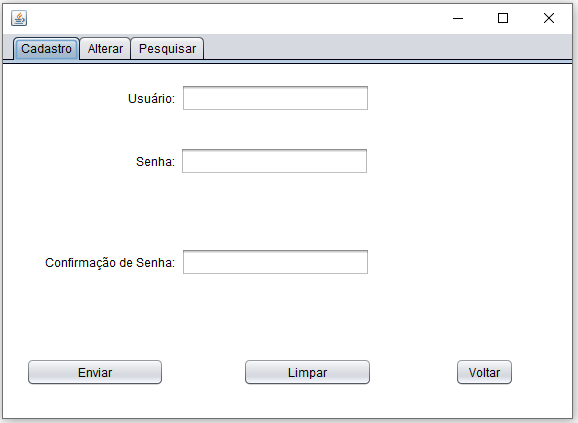 Cadastro Alterar Pesquisar
Usuário:
Senha:
Confirmação de Senha:
Enviar Limpar Voltar